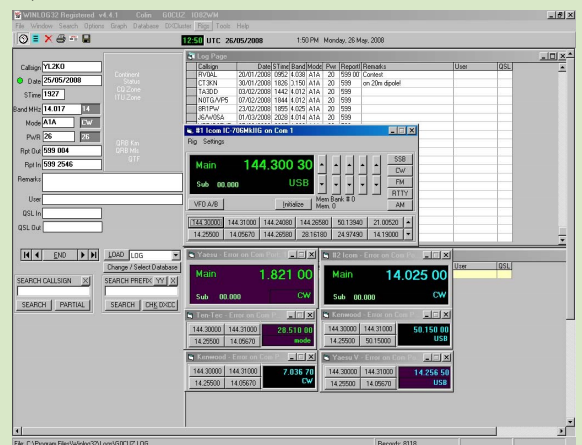 WINLOG32 Registered v4.4.1 Colin G0CUZ IO82WM
File Window Search Options Graph Database DXCluster Rigs Tools Help
12:50 UTC 26/05/2008 1:50 PM Monday, 26 May, 2008
Callsign YL2KO
Date 25/05/2008
STime 1927
Band MHz 14.017 14
Mode A1A CW
PWR 26 26
Rpt Out 599 004
Rpt In 599 2546
Remarks
User
QSL In
QSL Out
Continent
Status
CQ Zone
ITU Zone
QRB Km
QRB Mls
QTF
END
LOAD LOG
Change / Select Database
SEARCH CALLSIGN X SEARCH PREFIX YY X
SEARCH PARTIAL SEARCH CHK DXCC
Log Page
Callsign Date STime Band Mode Pwr Report Remarks User QSL
RV0AL 20/01/2008 0952 A1A 20 599 00 Contest
CT3KN 30/01/2008 1826 A1A 20 599 on 20m dipole!
TA3DD 03/02/2008 1842 4.012 A1A 20 599
N0TG/VP5 07/02/2008 1844 4.012 A1A 20 599
8R1PW 23/02/2008 1855 4.025 A1A 20 599
J6/W0SA 01/03/2008 2028 4.014 A1A 20 599
#1 Icom IC-706MkIIG on Com 1
Rig Settings
Main 144.300 30
Sub 00.000 USB
SSB
CW
FM
RTTY
AM
VFO A/B Initialize Mem Bank # 0
Mem. 0
144.30000 144.31000 144.24080 144.26580 50.13940 21.00520
14.25500 14.05670 144.26580 28.16180 24.97490 14.19000
Yaesu - Error on Com
Main 1.821 00
Sub 00.000 CW
#2 Icom - Error on Com
Main 14.025 00
Sub 00.000 CW
Ten-Tec - Error on Com
144.30000 144.31000 28.510 00
14.25500 14.05670 mode
Kenwood - Error on Com
144.30000 144.31000 50.150 00
14.25500 50.15000 USB
Kenwood - Error on Com
144.30000 144.31000 7.036 70
14.25500 14.05670 CW
Yaesu V - Error on Com
144.30000 144.31000 14.256 50
14.25500 14.05670 USB
User QSL
File: C:\Program Files\Winlog32\Logs\G0CUZ.LOG Records: 8118